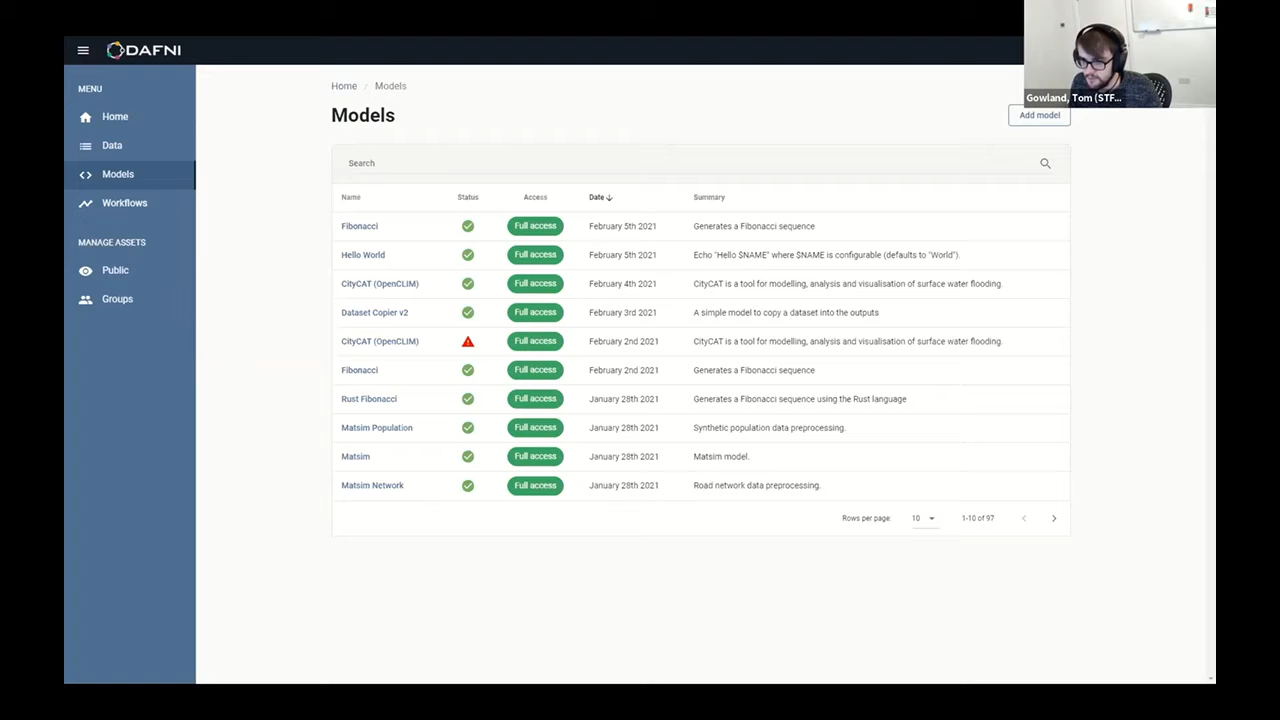 DAFNI
Gowland, Tom (STF...
MENU
Home
Data
Models
Workflows
MANAGE ASSETS
Public
Groups
Home / Models
Models
Add model
Search
Name Status Access Date Summary
Fibonacci Full access February 5th 2021 Generates a Fibonacci sequence
Hello World Full access February 5th 2021 Echo "Hello $NAME" where $NAME is configurable (defaults to "World").
CityCAT (OpenCLIM) Full access February 4th 2021 CityCAT is a tool for modelling, analysis and visualisation of surface water flooding.
Dataset Copier v2 Full access February 3rd 2021 A simple model to copy a dataset into the outputs
CityCAT (OpenCLIM) Full access February 2nd 2021 CityCAT is a tool for modelling, analysis and visualisation of surface water flooding.
Fibonacci Full access February 2nd 2021 Generates a Fibonacci sequence
Rust Fibonacci Full access January 28th 2021 Generates a Fibonacci sequence using the Rust language
Matsim Population Full access January 28th 2021 Synthetic population data preprocessing.
Matsim Full access January 28th 2021 Matsim model.
Matsim Network Full access January 28th 2021 Road network data preprocessing.
Rows per page: 10 1-10 of 97